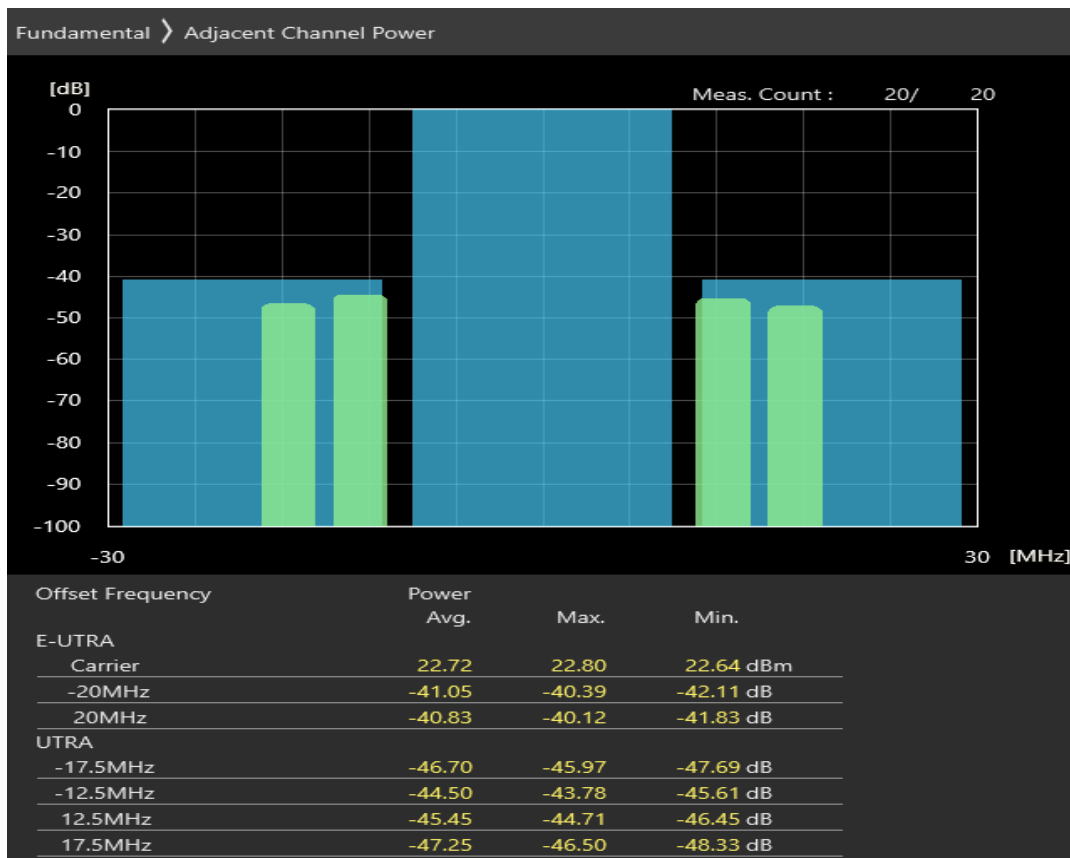 Fundamental 〉 Adjacent Channel Power
[dB]
Meas. Count : 20/ 20
0
-10
-20
-30
-40
-50
-60
-70
-80
-90
-100
-30 30 [MHz]
Offset Frequency Power
Avg. Max. Min.
E-UTRA
Carrier 22.72 22.80 22.64 dBm
-20MHz -41.05 -40.39 -42.11 dB
20MHz -40.83 -40.12 -41.83 dB
UTRA
-17.5MHz -46.70 -45.97 -47.69 dB
-12.5MHz -44.50 -43.78 -45.61 dB
12.5MHz -45.45 -44.71 -46.45 dB
17.5MHz -47.25 -46.50 -48.33 dB